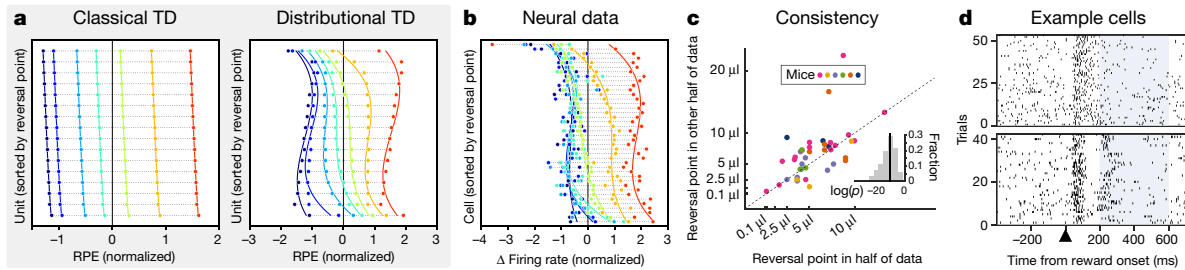 a Classical TD
Unit (sorted by reversal point)
−1 0 1 2
RPE (normalized)
Distributional TD
Unit (sorted by reversal point)
−3 −2 −1 0 1 2 3
RPE (normalized)
b Neural data
Cell (sorted by reversal point)
−4 −3 −2 −1 0 1 2 3
Δ Firing rate (normalized)
c Consistency
Reversal point in other half of data
20 µl
10 µl
5 µl
2.5 µl
0.1 µl
Mice
0.3
0.2
0.1
0
Fraction
log(p) −20 0
0.1 µl 2.5 µl 5 µl 10 µl
Reversal point in half of data
d Example cells
Trials
50
25
0
40
20
0
−200 0 200 400 600
Time from reward onset (ms)